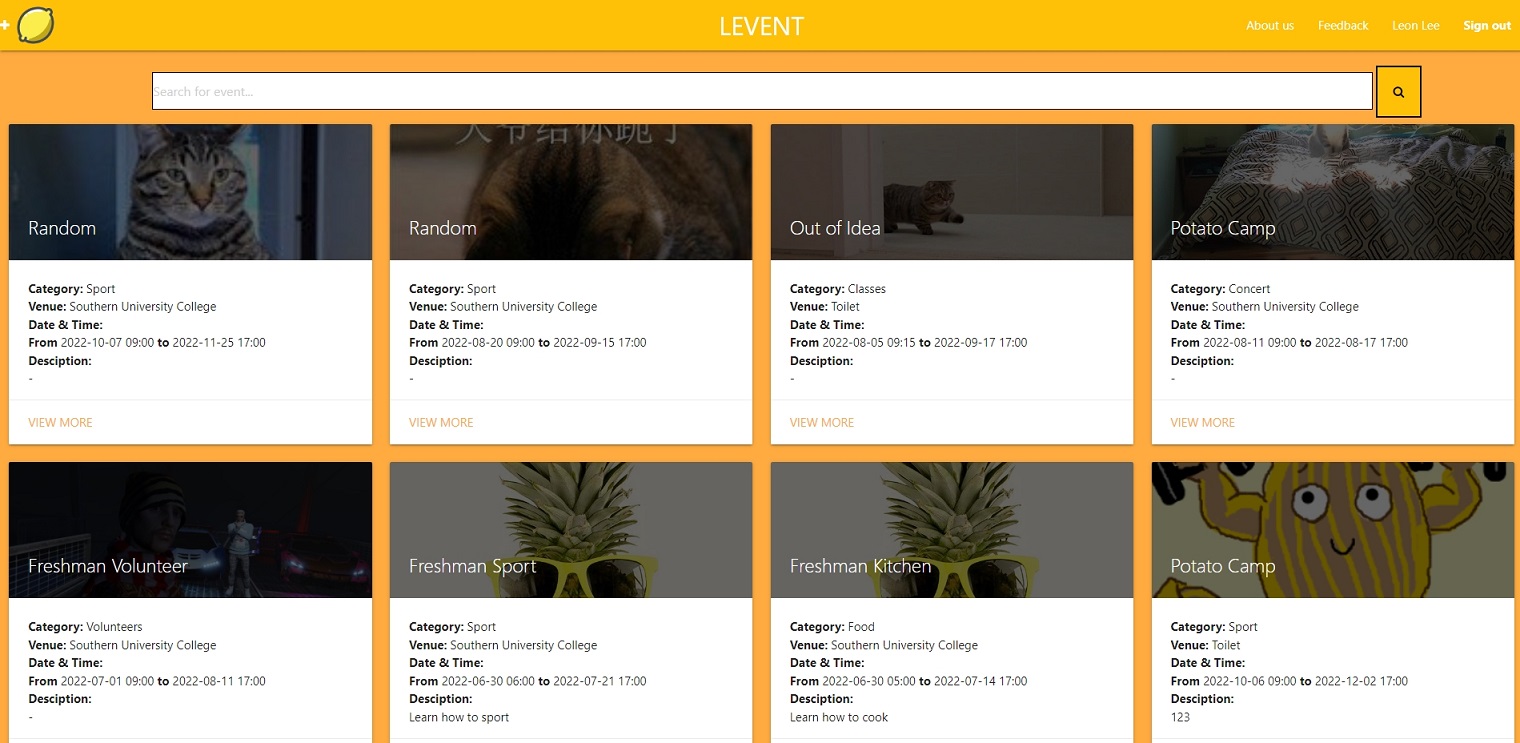 LEVENT
About us
Feedback
Leon Lee
Sign out
Search for event...
Random
Category: Sport
Venue: Southern University College
Date & Time:
From 2022-10-07 09:00 to 2022-11-25 17:00
Desciption:
-
VIEW MORE
给你跪了
Random
Category: Sport
Venue: Southern University College
Date & Time:
From 2022-08-20 09:00 to 2022-09-15 17:00
Desciption:
-
VIEW MORE
Out of Idea
Category: Classes
Venue: Toilet
Date & Time:
From 2022-08-05 09:15 to 2022-09-17 17:00
Desciption:
-
VIEW MORE
Potato Camp
Category: Concert
Venue: Southern University College
Date & Time:
From 2022-08-11 09:00 to 2022-08-17 17:00
Desciption:
-
VIEW MORE
Freshman Volunteer
Category: Volunteers
Venue: Southern University College
Date & Time:
From 2022-07-01 09:00 to 2022-08-11 17:00
Desciption:
-
Freshman Sport
Category: Sport
Venue: Southern University College
Date & Time:
From 2022-06-30 06:00 to 2022-07-21 17:00
Desciption:
Learn how to sport
Freshman Kitchen
Category: Food
Venue: Southern University College
Date & Time:
From 2022-06-30 05:00 to 2022-07-14 17:00
Desciption:
Learn how to cook
Potato Camp
Category: Sport
Venue: Toilet
Date & Time:
From 2022-10-06 09:00 to 2022-12-02 17:00
Desciption:
123